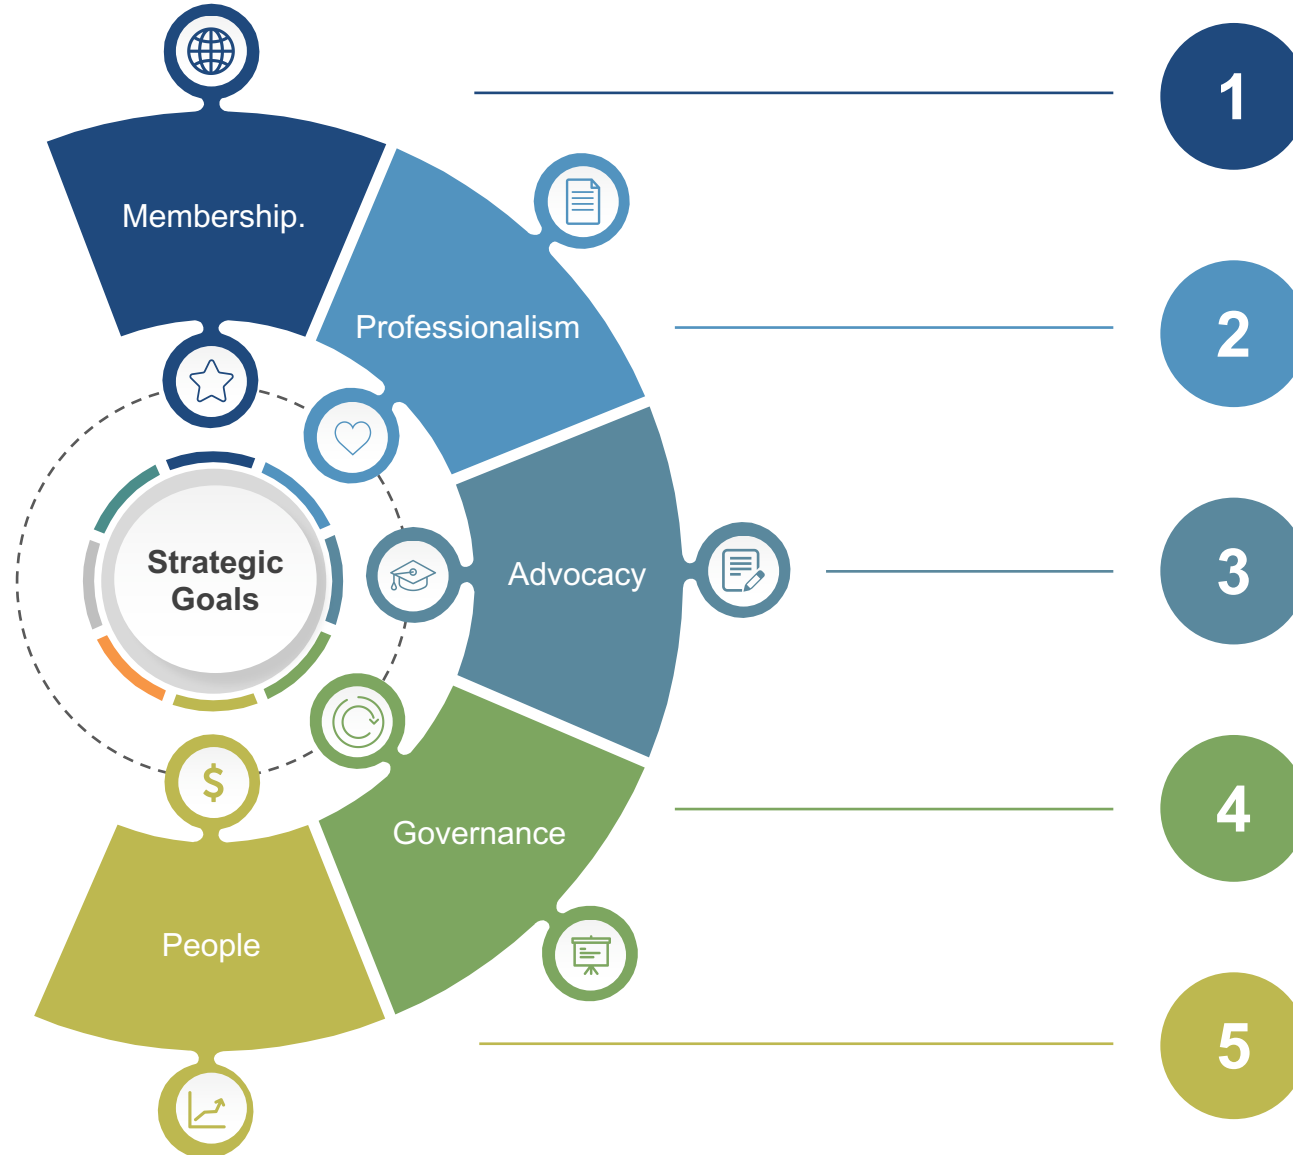 Membership.
1
Professionalism
2
Strategic
Goals
Advocacy
3
Governance
4
$
People
5